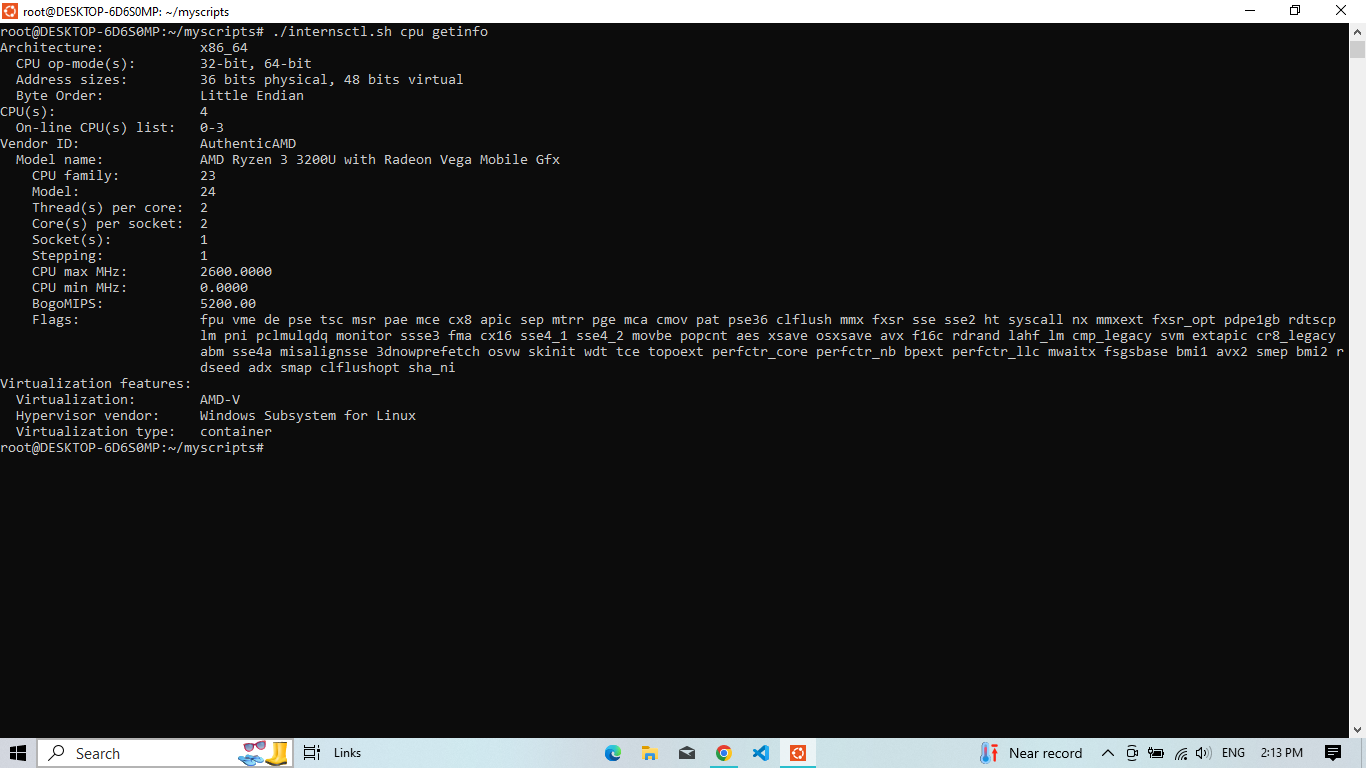 root@DESKTOP-6D6S0MP: ~/myscripts
root@DESKTOP-6D6S0MP:~/myscripts# ./internsctl.sh cpu getinfo
Architecture: x86_64
CPU op-mode(s): 32-bit, 64-bit
Address sizes: 36 bits physical, 48 bits virtual
Byte Order: Little Endian
CPU(s): 4
On-line CPU(s) list: 0-3
Vendor ID: AuthenticAMD
Model name: AMD Ryzen 3 3200U with Radeon Vega Mobile Gfx
CPU family: 23
Model: 24
Thread(s) per core: 2
Core(s) per socket: 2
Socket(s): 1
Stepping: 1
CPU max MHz: 2600.0000
CPU min MHz: 0.0000
BogoMIPS: 5200.00
Flags: fpu vme de pse tsc msr pae mce cx8 apic sep mtrr pge mca cmov pat pse36 clflush mmx fxsr sse sse2 ht syscall nx mmxext fxsr_opt pdpe1gb rdtscp
lm pni pclmulqdq monitor ssse3 fma cx16 sse4_1 sse4_2 movbe popcnt aes xsave osxsave avx f16c rdrand lahf_lm cmp_legacy svm extapic cr8_legacy
abm sse4a misalignsse 3dnowprefetch osvw skinit wdt tce topoext perfctr_core perfctr_nb bpext perfctr_llc mwaitx fsgsbase bmi1 avx2 smep bmi2 r
dseed adx smap clflushopt sha_ni
Virtualization features:
Virtualization: AMD-V
Hypervisor vendor: Windows Subsystem for Linux
Virtualization type: container
root@DESKTOP-6D6S0MP:~/myscripts#
Search Links Near record ENG 2:13 PM